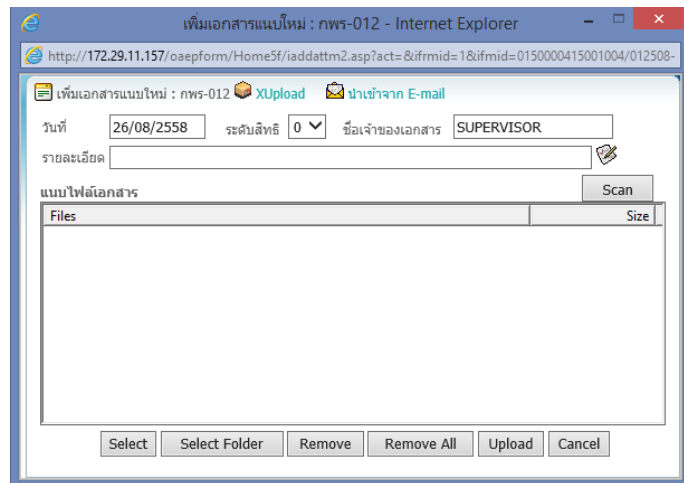 เพิ่มเอกสารแนบใหม่ : กพร-012 - Internet Explorer
http://172.29.11.157/oaepform/Home5f/iaddattm2.asp?act=&ifrmid=1&ifmid=0150000415001004/012508-
เพิ่มเอกสารแนบใหม่ : กพร-012 XUpload นำเข้าจาก E-mail
วันที่ 26/08/2558 ระดับสิทธิ 0 ชื่อเจ้าของเอกสาร SUPERVISOR
รายละเอียด
แนบไฟล์เอกสาร Scan
Files Size
Select Select Folder Remove Remove All Upload Cancel